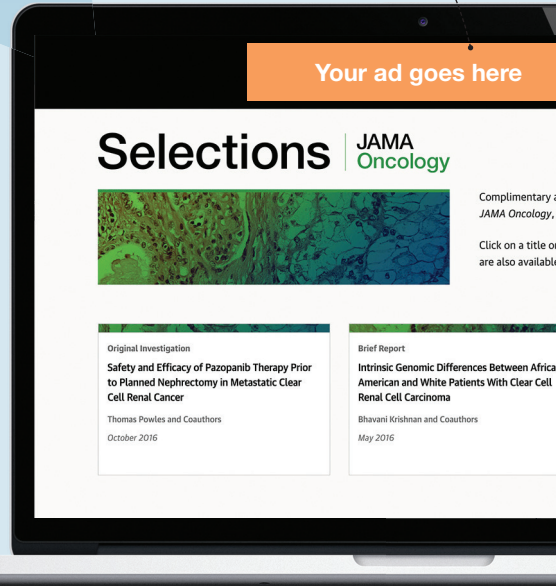 Your ad goes here
Selections
JAMA
Oncology
Complimentary
JAMA Oncology,
Click on a title
are also available
Original Investigation
Safety and Efficacy of Pazopanib Therapy Prior
to Planned Nephrectomy in Metastatic Clear
Cell Renal Cancer
Thomas Powles and Coauthors
October 2016
Brief Report
Intrinsic Genomic Differences Between
American and White Patients With Clear Cell
Renal Cell Carcinoma
Bhavani Krishnan and Coauthors
May 2016